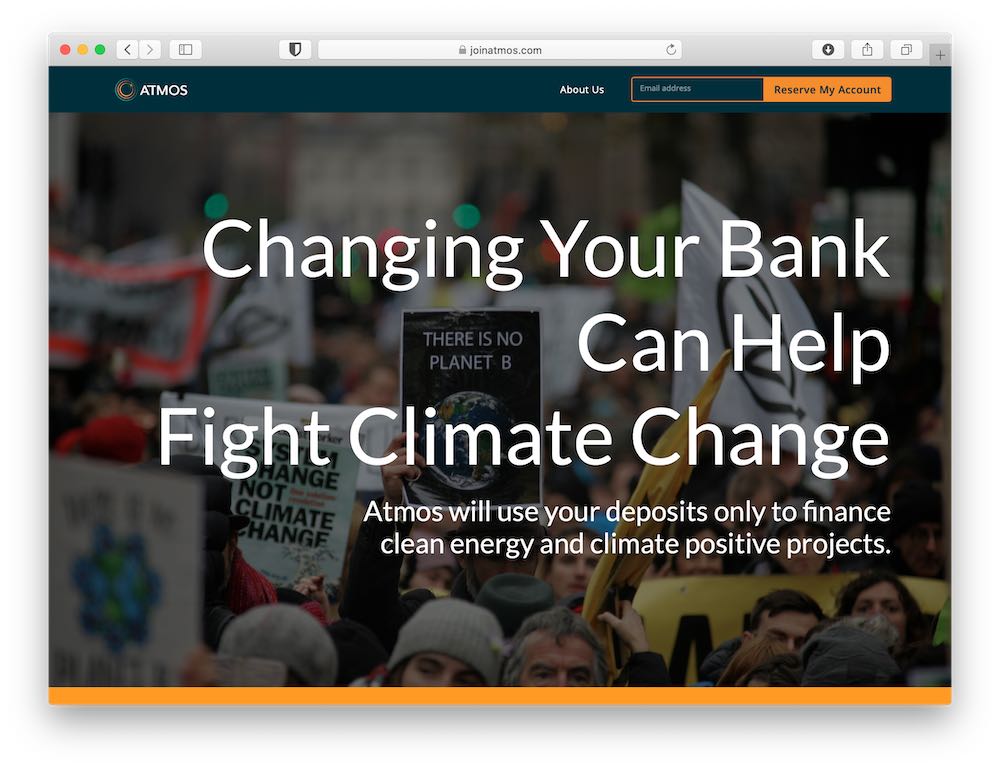 joinatmos.com
ATMOS
About Us
Email address
Reserve My Account
Changing Your Bank
Can Help
Fight Climate Change
Atmos will use your deposits only to finance
clean energy and climate positive projects.
THERE IS NO
PLANET B
SYSTEM
CHANGE
NOT
CLIMATE
CHANGE